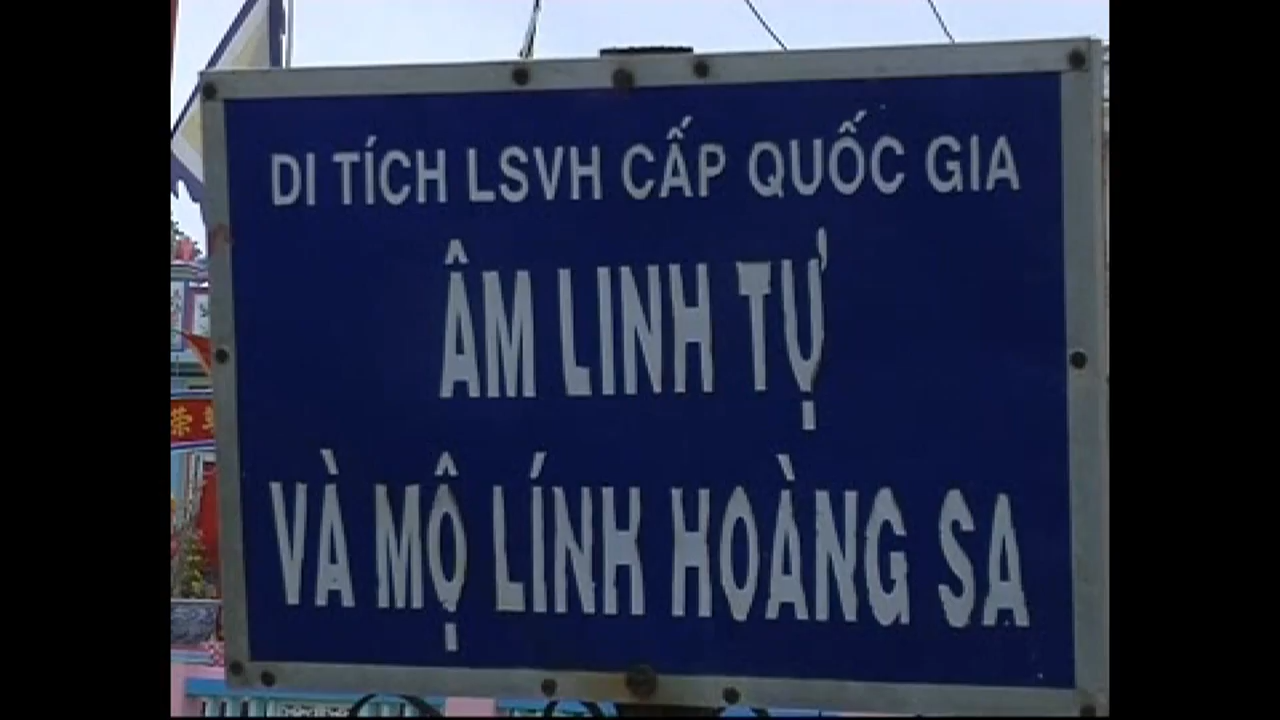 DI TÍCH LSVH CẤP QUỐC GIA
ÂM LINH TỰ
VÀ MỘ LÍNH HOÀNG SA